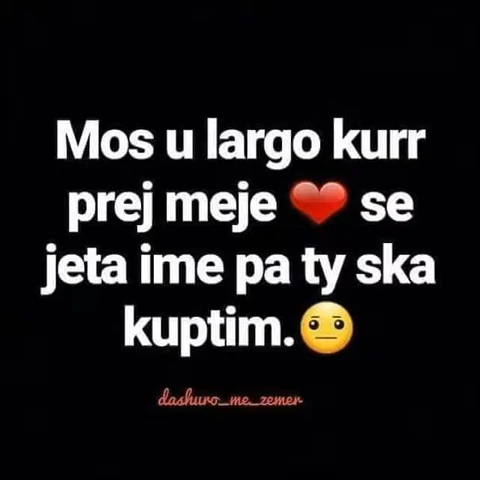 Mos u largo kurr
prej meje ❤️ se
jeta ime pa ty ska
kuptim.😐
dashuro_me_zemer